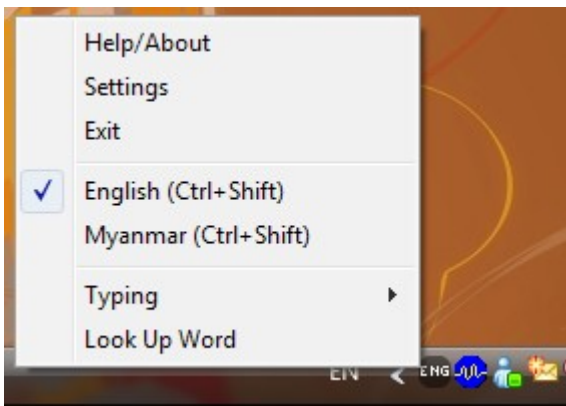 Help/About
Settings
Exit
English (Ctrl+Shift)
Myanmar (Ctrl+Shift)
Typing
Look Up Word
EN
ENG